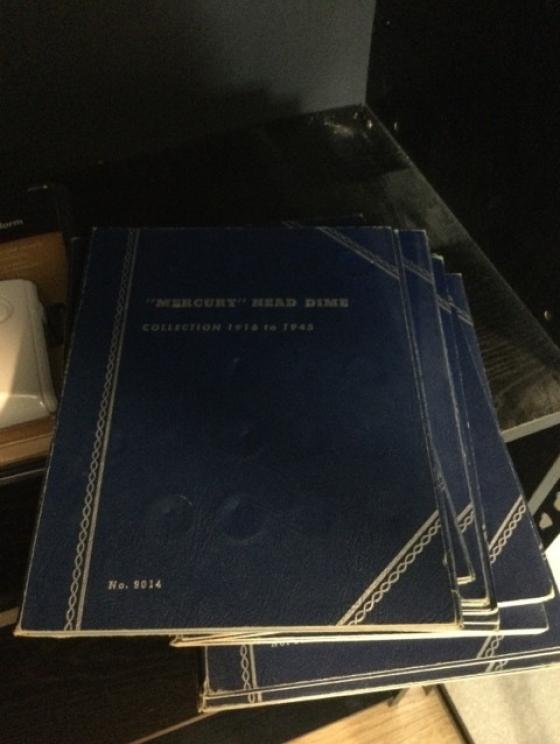 "MERCURY" HEAD DIME
COLLECTION 1916 to 1945
No. 9014